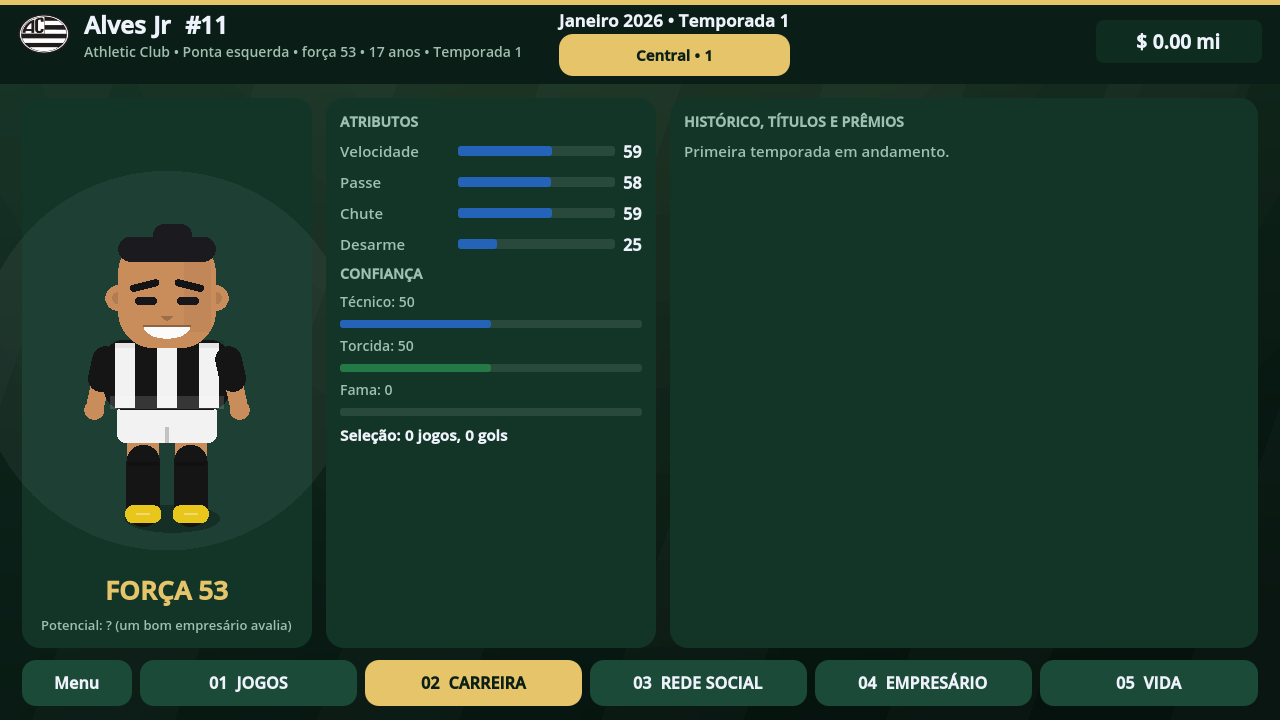 AC
Alves Jr #11
Athletic Club • Ponta esquerda • força 53 • 17 anos • Temporada 1
Janeiro 2026 • Temporada 1
Central • 1
$ 0.00 mi
FORÇA 53
Potencial: ? (um bom empresário avalia)
ATRIBUTOS
Velocidade 59
Passe 58
Chute 59
Desarme 25
CONFIANÇA
Técnico: 50
Torcida: 50
Fama: 0
Seleção: 0 jogos, 0 gols
HISTÓRICO, TÍTULOS E PRÊMIOS
Primeira temporada em andamento.
Menu
01 JOGOS
02 CARREIRA
03 REDE SOCIAL
04 EMPRESÁRIO
05 VIDA